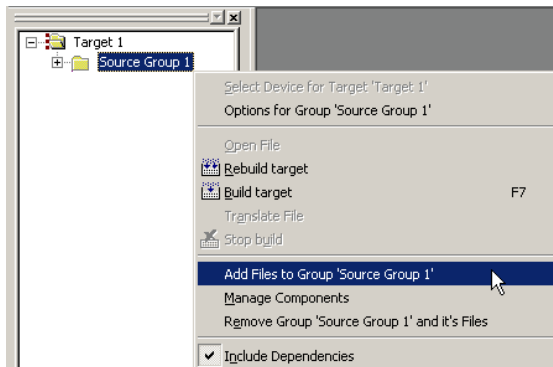 Target 1
Source Group 1
Select Device for Target 'Target 1'
Options for Group 'Source Group 1'
Open File
Rebuild target
Build target F7
Translate File
Stop build
Add Files to Group 'Source Group 1'
Manage Components
Remove Group 'Source Group 1' and it's Files
Include Dependencies